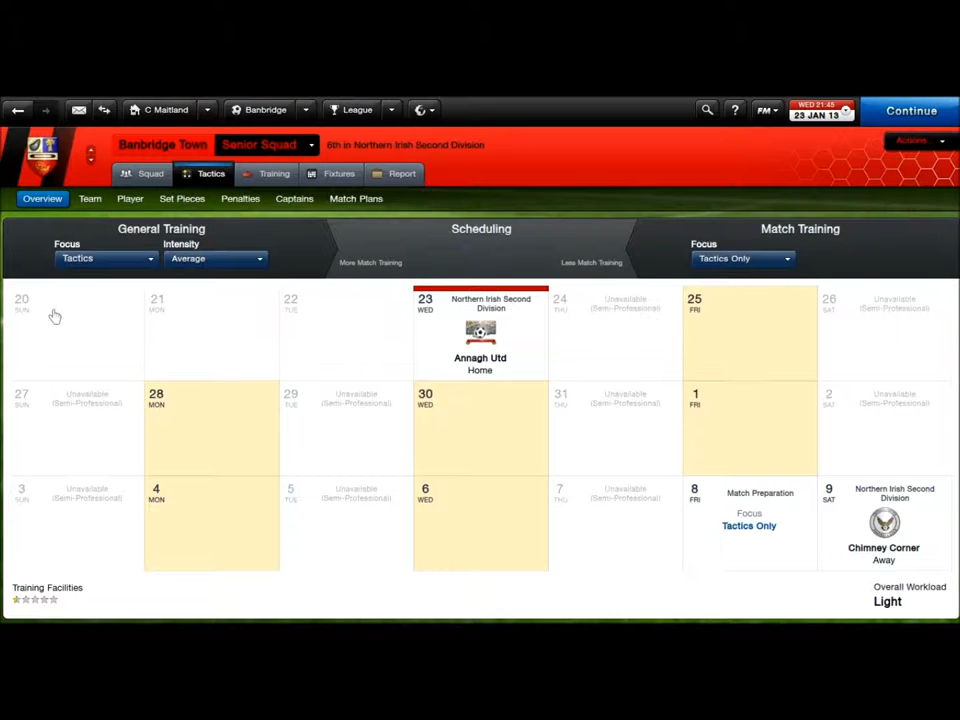 C Maitland
Banbridge
League
?
FM
WED 21:45
23 JAN 13
Continue
Banbridge Town
Senior Squad
6th in Northern Irish Second Division
Actions
Squad
Tactics
Training
Fixtures
Report
Overview
Team
Player
Set Pieces
Penalties
Captains
Match Plans
General Training
Focus
Tactics
Intensity
Average
Scheduling
More Match Training
Less Match Training
Match Training
Focus
Tactics Only
20
SUN
21
MON
22
TUE
23
WED
Northern Irish Second
Division
Annagh Utd
Home
24
THU
Unavailable
(Semi-Professional)
25
FRI
26
SAT
Unavailable
(Semi-Professional)
27
SUN
Unavailable
(Semi-Professional)
28
MON
29
TUE
Unavailable
(Semi-Professional)
30
WED
31
THU
Unavailable
(Semi-Professional)
1
FRI
2
SAT
Unavailable
(Semi-Professional)
3
SUN
Unavailable
(Semi-Professional)
4
MON
5
TUE
Unavailable
(Semi-Professional)
6
WED
7
THU
Unavailable
(Semi-Professional)
8
FRI
Match Preparation
Focus
Tactics Only
9
SAT
Northern Irish Second
Division
Chimney Corner
Away
Training Facilities
Overall Workload
Light